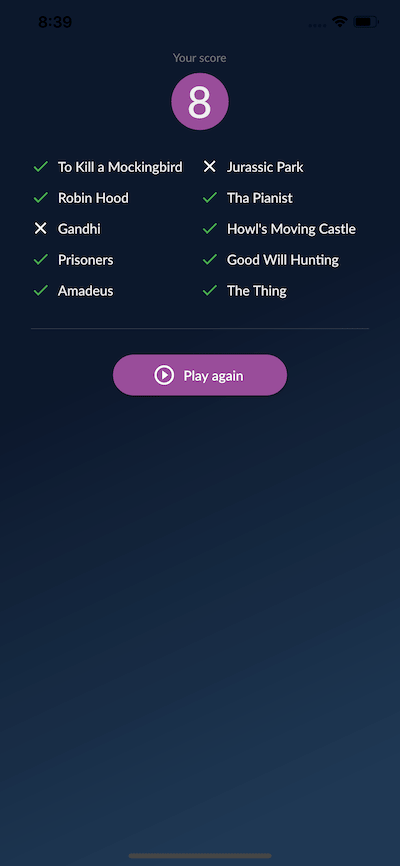 8:39
Your score
8
To Kill a Mockingbird
Jurassic Park
Robin Hood
Tha Pianist
Gandhi
Howl's Moving Castle
Prisoners
Good Will Hunting
Amadeus
The Thing
Play again